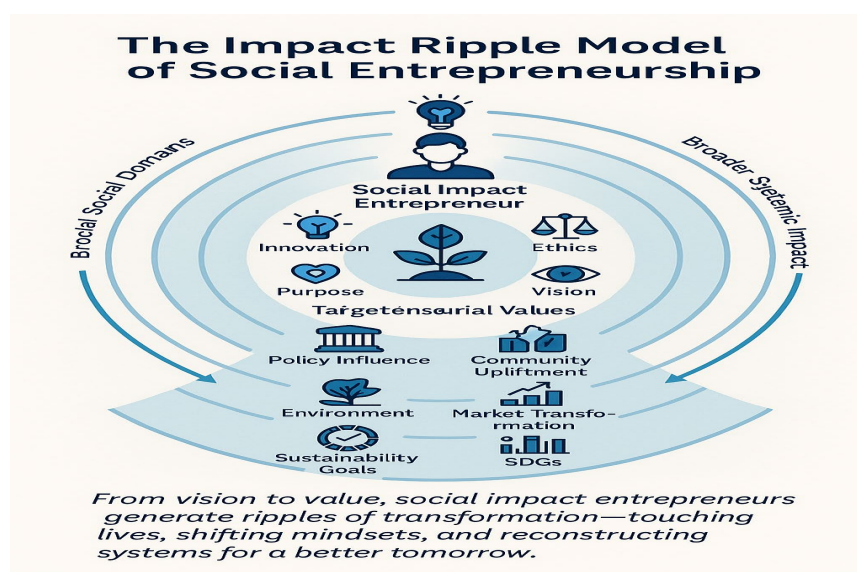 The Impact Ripple Model
of Social Entrepreneurship
Brocial Social Domains
Broader Systemic Impact
Social Impact
Entrepreneur
Innovation
Ethics
Purpose
Vision
Targetensœurial Values
Policy Influence
Community
Upliftment
Environment
Market Transfo-
rmation
Sustainability
Goals
SDGs
From vision to value, social impact entrepreneurs
generate ripples of transformation—touching
lives, shifting mindsets, and reconstructing
systems for a better tomorrow.